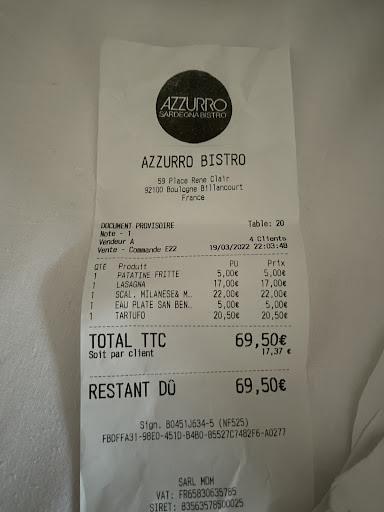 AZZURRO
SARDEGNA BISTRO
AZZURRO BISTRO
59 Place Rene Clair
92100 Boulogne Billancourt
France
DOCUMENT PROVISOIRE Table: 20
Note - 1
Vendeur A 4 Clients
Vente - Commande E22 19/03/2022 22:03:48
QTE Produit PU Prix
1 PATATINE FRITTE 5,00€ 5,00€
1 LASAGNA 17,00€ 17,00€
1 SCAL. MILANESE& M… 22,00€ 22,00€
1 EAU PLATE SAN BEN… 5,00€ 5,00€
1 TARTUFO 20,50€ 20,50€
TOTAL TTC 69,50€
Soit par client 17,37 €
RESTANT DÛ 69,50€
Sign. B0451J634-5 (NF525)
FBDFFA31-98E0-451D-B4B0-85527C7482F6-A0277
SARL MDM
VAT: FR65830635765
SIRET: B3563578500025